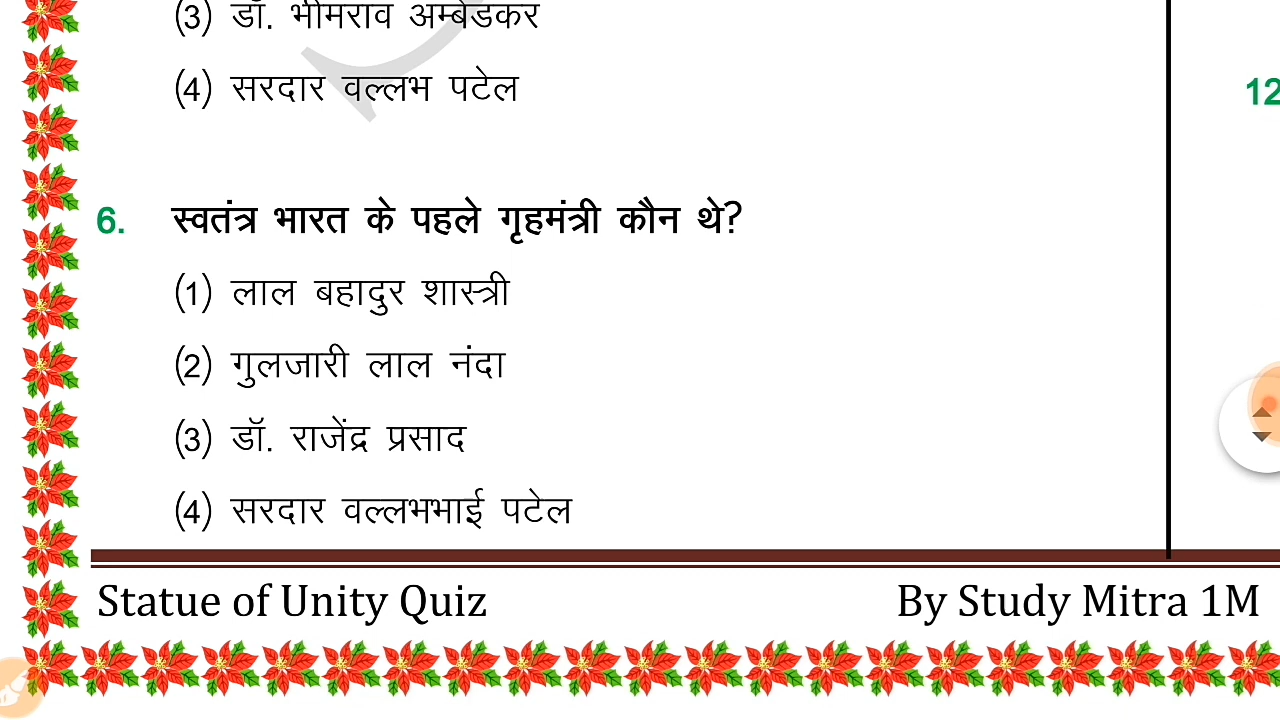 (3) डॉ. भीमराव अम्बेडकर
(4) सरदार वल्लभ पटेल
12
6. स्वतंत्र भारत के पहले गृहमंत्री कौन थे?
(1) लाल बहादुर शास्त्री
(2) गुलजारी लाल नंदा
(3) डॉ. राजेंद्र प्रसाद
(4) सरदार वल्लभभाई पटेल
Statue of Unity Quiz By Study Mitra 1M